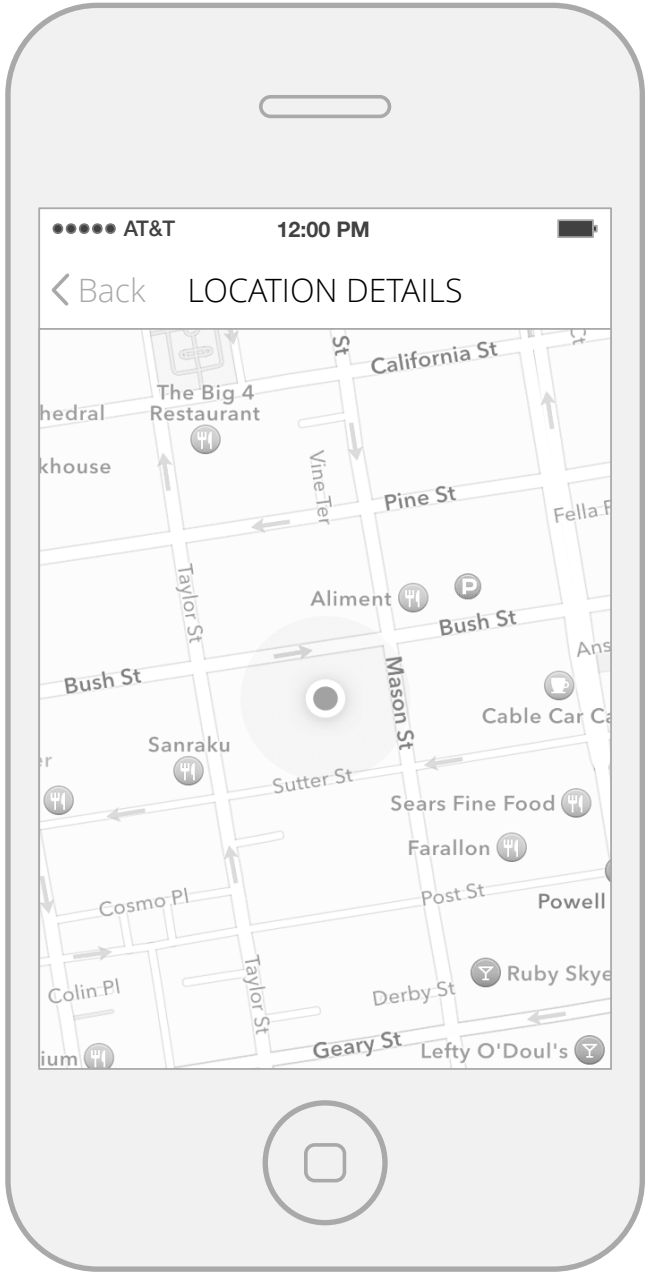 AT&T 12:00 PM
Back LOCATION DETAILS
St
California St
Ct
The Big 4
Restaurant
hedral
khouse
Vine Ter
Pine St
Fella F
Taylor St
Aliment
P
Bush St
Ans
Bush St
Mason St
Cable Car Ca
Sanraku
er
Sutter St
Sears Fine Food
Farallon
Post St
Powell
Cosmo Pl
Ruby Skye
Colin Pl
Taylor St
Derby St
Geary St
Lefty O'Doul's
ium